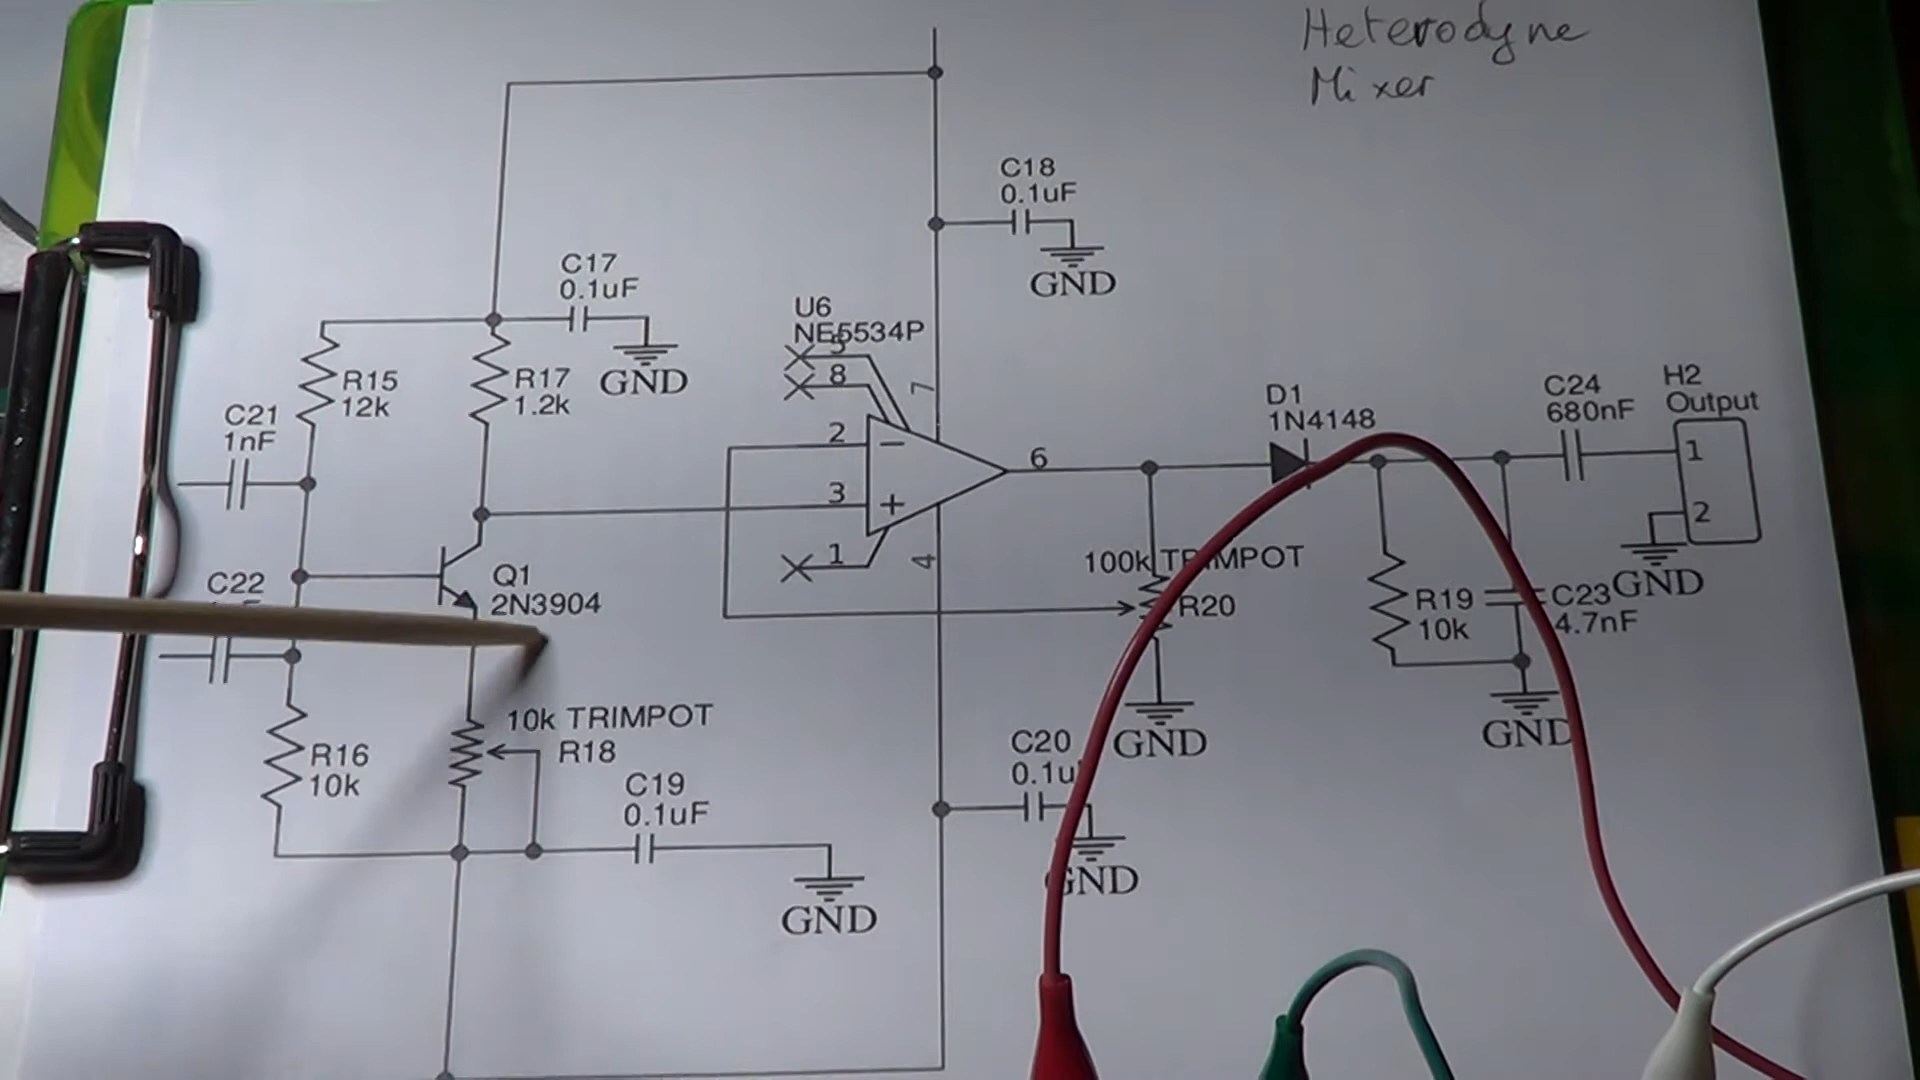 Heterodyne
Mixer
C18
0.1uF
GND
C17
0.1uF
GND
U6
NE5534P
5
8
7
2
3
1
4
6
R15
12k
R17
1.2k
C21
1nF
C22
Q1
2N3904
D1
1N4148
C24
680nF
H2
Output
1
2
GND
100k TRIMPOT
R20
GND
R19
10k
C23
4.7nF
GND
10k TRIMPOT
R18
R16
10k
C19
0.1uF
GND
C20
0.1u
GND